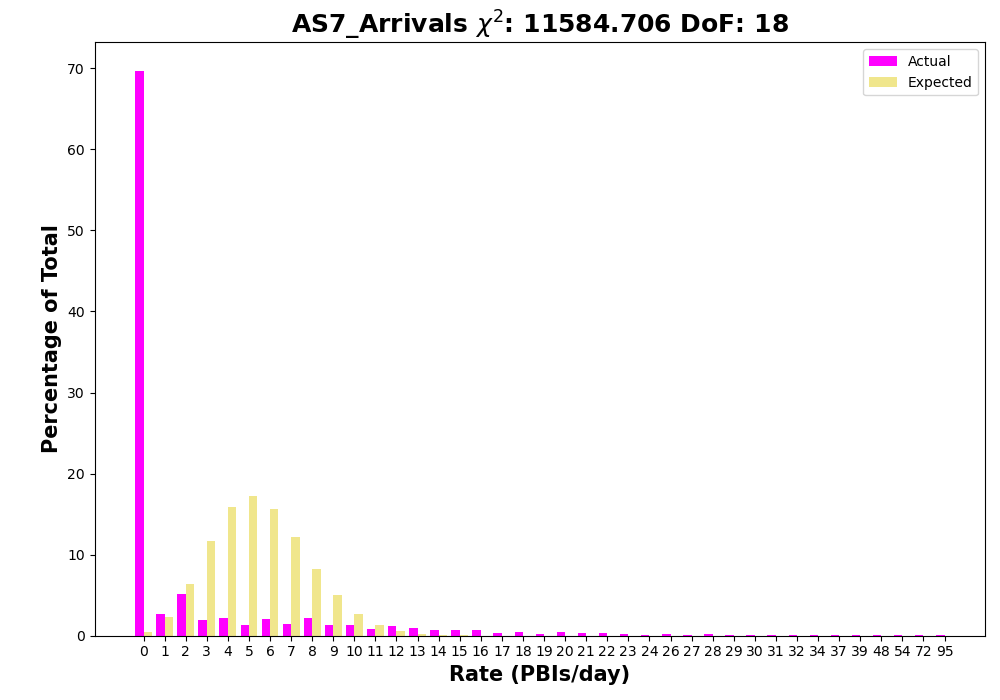 AS7_Arrivals χ²: 11584.706 DoF: 18
Actual
Expected
Percentage of Total
70
60
50
40
30
20
10
0
0 1 2 3 4 5 6 7 8 9 10 11 12 13 14 15 16 17 18 19 20 21 22 23 24 26 27 28 29 30 31 32 34 37 39 48 54 72 95
Rate (PBIs/day)